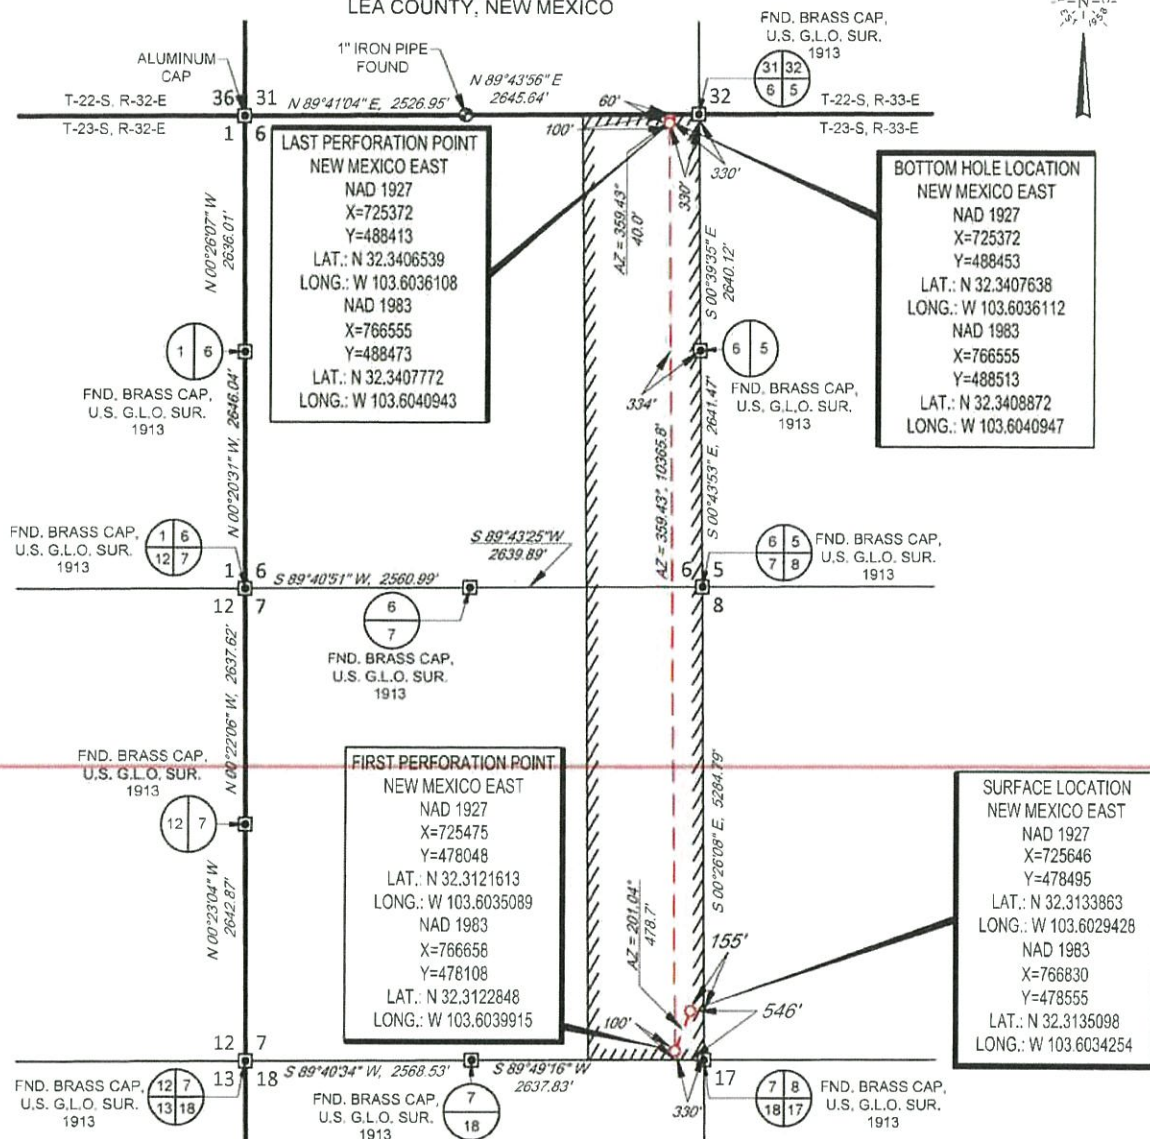 LEA COUNTY, NEW MEXICO
N
EST 1958
ALUMINUM
CAP
1" IRON PIPE
FOUND
FND. BRASS CAP,
U.S. G.L.O. SUR.
1913
31 32
6 5
T-22-S, R-32-E
T-23-S, R-32-E
36 31
1 6
N 89°41'04" E, 2526.95'
N 89°43'56" E
2645.64'
60'
100'
32
T-22-S, R-33-E
T-23-S, R-33-E
330'
330'
LAST PERFORATION POINT
NEW MEXICO EAST
NAD 1927
X=725372
Y=488413
LAT.: N 32.3406539
LONG.: W 103.6036108
NAD 1983
X=766555
Y=488473
LAT.: N 32.3407772
LONG.: W 103.6040943
BOTTOM HOLE LOCATION
NEW MEXICO EAST
NAD 1927
X=725372
Y=488453
LAT.: N 32.3407638
LONG.: W 103.6036112
NAD 1983
X=766555
Y=488513
LAT.: N 32.3408872
LONG.: W 103.6040947
N 00°26'07" W
2636.01'
AZ = 359.43°
40.0'
S 00°39'35" E
2640.12'
1 6
FND. BRASS CAP,
U.S. G.L.O. SUR.
1913
6 5
FND. BRASS CAP,
U.S. G.L.O. SUR.
1913
334'
N 00°20'31" W, 2646.04'
AZ = 359.43°, 10365.8'
S 00°43'53" E, 2641.47'
FND. BRASS CAP,
U.S. G.L.O. SUR.
1913
1 6
12 7
1 6
12 7
S 89°40'51" W, 2560.99'
S 89°43'25"W
2639.89'
6 5
8
6 5
7 8
FND. BRASS CAP,
U.S. G.L.O. SUR.
1913
6
7
FND. BRASS CAP,
U.S. G.L.O. SUR.
1913
N 00°22'06" W, 2637.62'
FND. BRASS CAP,
U.S. G.L.O. SUR.
1913
12 7
N 00°23'04" W
2642.87'
FIRST PERFORATION POINT
NEW MEXICO EAST
NAD 1927
X=725475
Y=478048
LAT.: N 32.3121613
LONG.: W 103.6035089
NAD 1983
X=766658
Y=478108
LAT.: N 32.3122848
LONG.: W 103.6039915
S 00°26'08" E, 5284.79'
SURFACE LOCATION
NEW MEXICO EAST
NAD 1927
X=725646
Y=478495
LAT.: N 32.3133863
LONG.: W 103.6029428
NAD 1983
X=766830
Y=478555
LAT.: N 32.3135098
LONG.: W 103.6034254
AZ = 201.04°
478.7'
155'
546'
100'
330'
12 7
13 18
S 89°40'34" W, 2568.53'
S 89°49'16" W
2637.83'
17
FND. BRASS CAP,
U.S. G.L.O. SUR.
1913
12 7
13 18
FND. BRASS CAP,
U.S. G.L.O. SUR.
1913
7
18
7 8
18 17
FND. BRASS CAP,
U.S. G.L.O. SUR.
1913